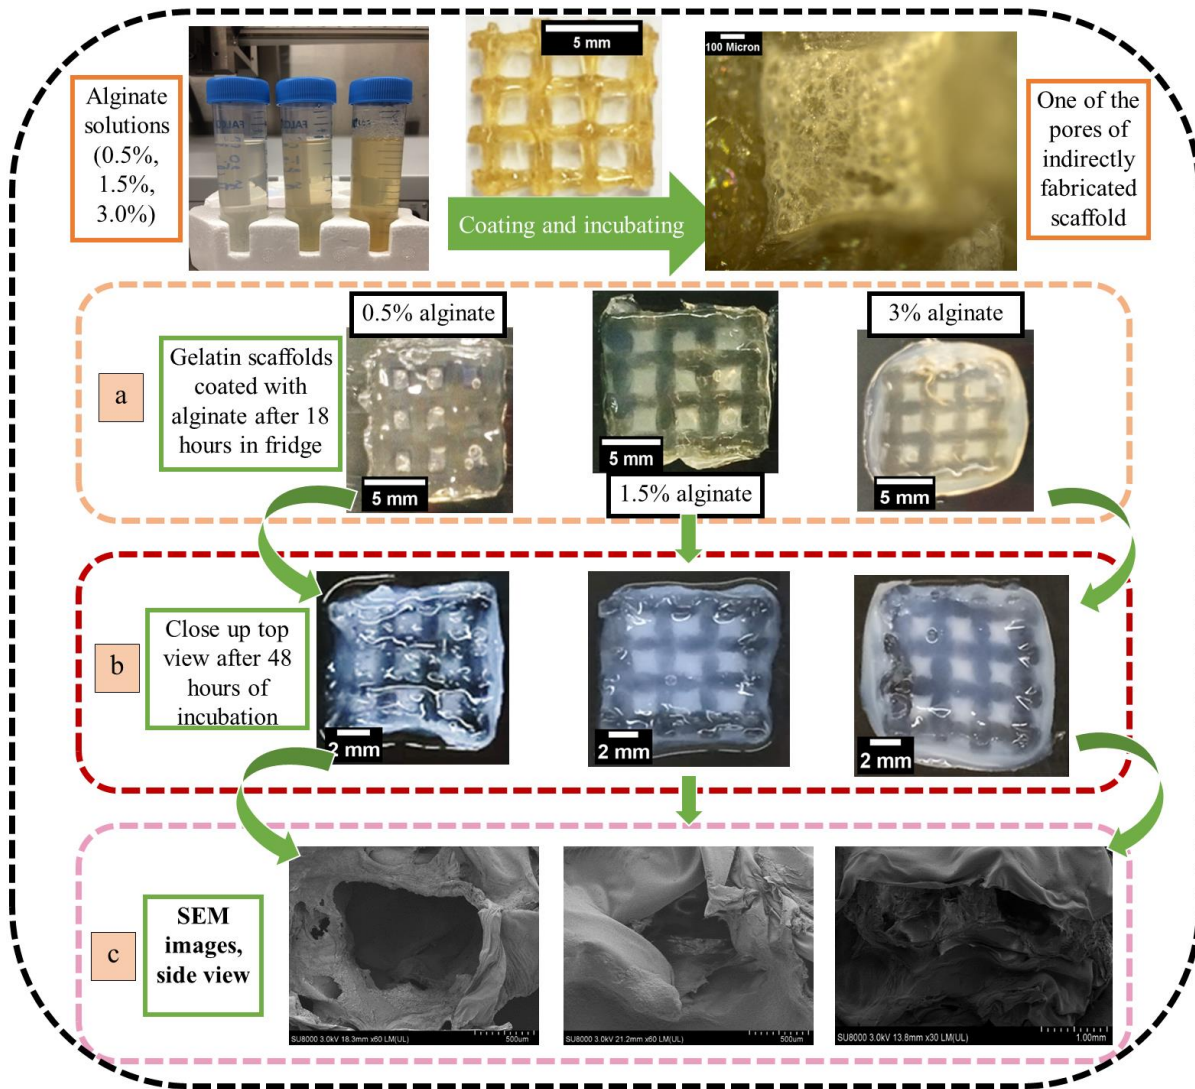 Alginate
solutions
(0.5%,
1.5%,
3.0%)
5 mm
Coating and incubating
100 Micron
One of the
pores of
indirectly
fabricated
scaffold
a
Gelatin scaffolds
coated with
alginate after 18
hours in fridge
0.5% alginate
5 mm
5 mm
1.5% alginate
3% alginate
5 mm
b
Close up top
view after 48
hours of
incubation
2 mm
2 mm
2 mm
c
SEM
images,
side view
SU8000 3.0kV 18.3mm x60 LM(UL) 500um
SU8000 3.0kV 21.2mm x60 LM(UL) 500um
SU8000 3.0kV 13.8mm x30 LM(UL) 1.00mm